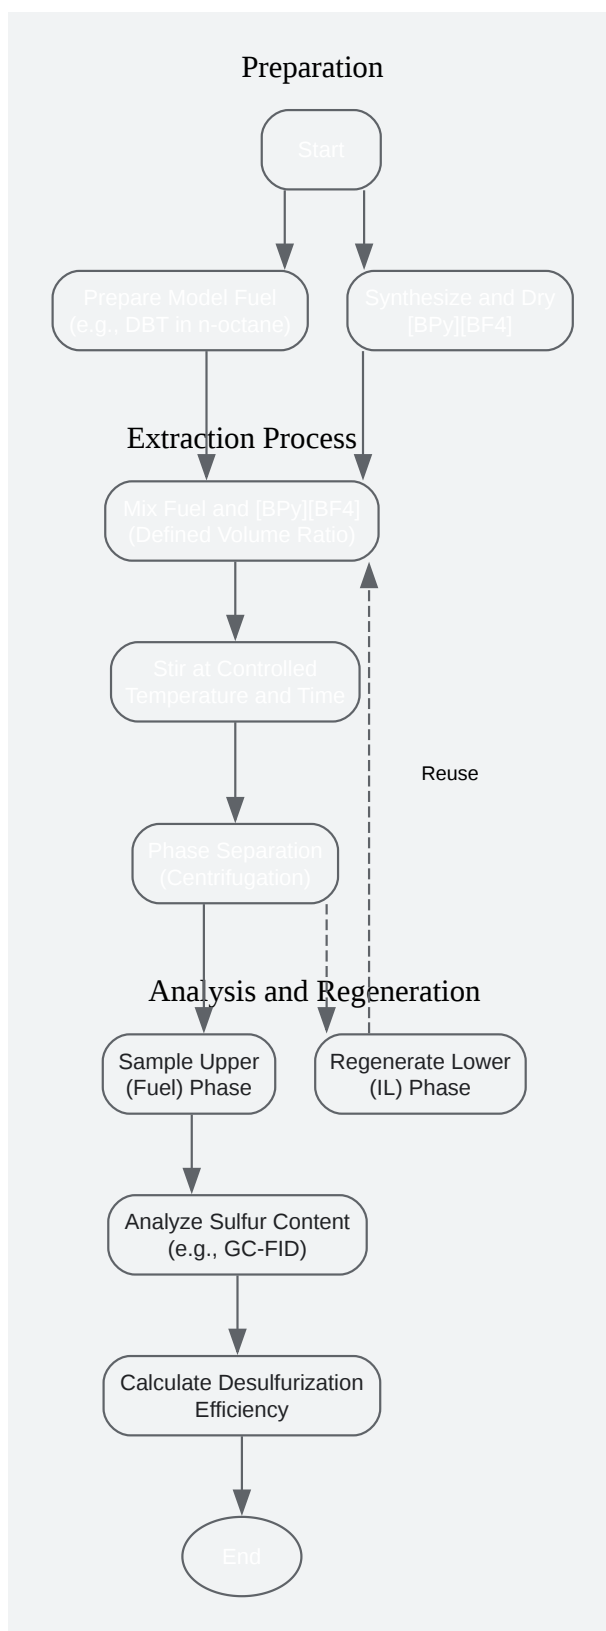 Preparation
Start
Prepare Model Fuel
(e.g., DBT in n-octane)
Synthesize and Dry
[BPy][BF4]
Extraction Process
Mix Fuel and [BPy][BF4]
(Defined Volume Ratio)
Stir at Controlled
Temperature and Time
Reuse
Phase Separation
(Centrifugation)
Analysis and Regeneration
Sample Upper
(Fuel) Phase
Regenerate Lower
(IL) Phase
Analyze Sulfur Content
(e.g., GC-FID)
Calculate Desulfurization
Efficiency
End